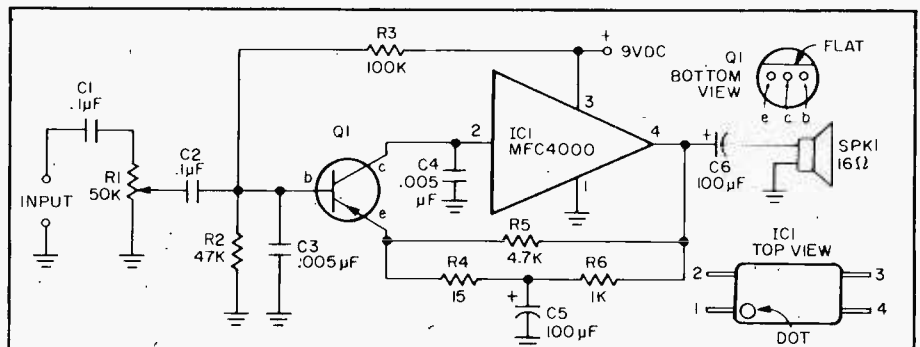 R3
100K
+
9VDC
Q1
BOTTOM
VIEW
FLAT
e c b
C1
.1µF
R1
50K
INPUT
C2
.1µF
R2
47K
C3
.005µF
Q1
b
c
e
C4
.005
µF
2
IC1
MFC4000
3
4
1
+
C6
100µF
SPK1
16Ω
R5
4.7K
R4
15
R6
1K
+
C5
100µF
IC1
TOP VIEW
2
3
1
4
DOT